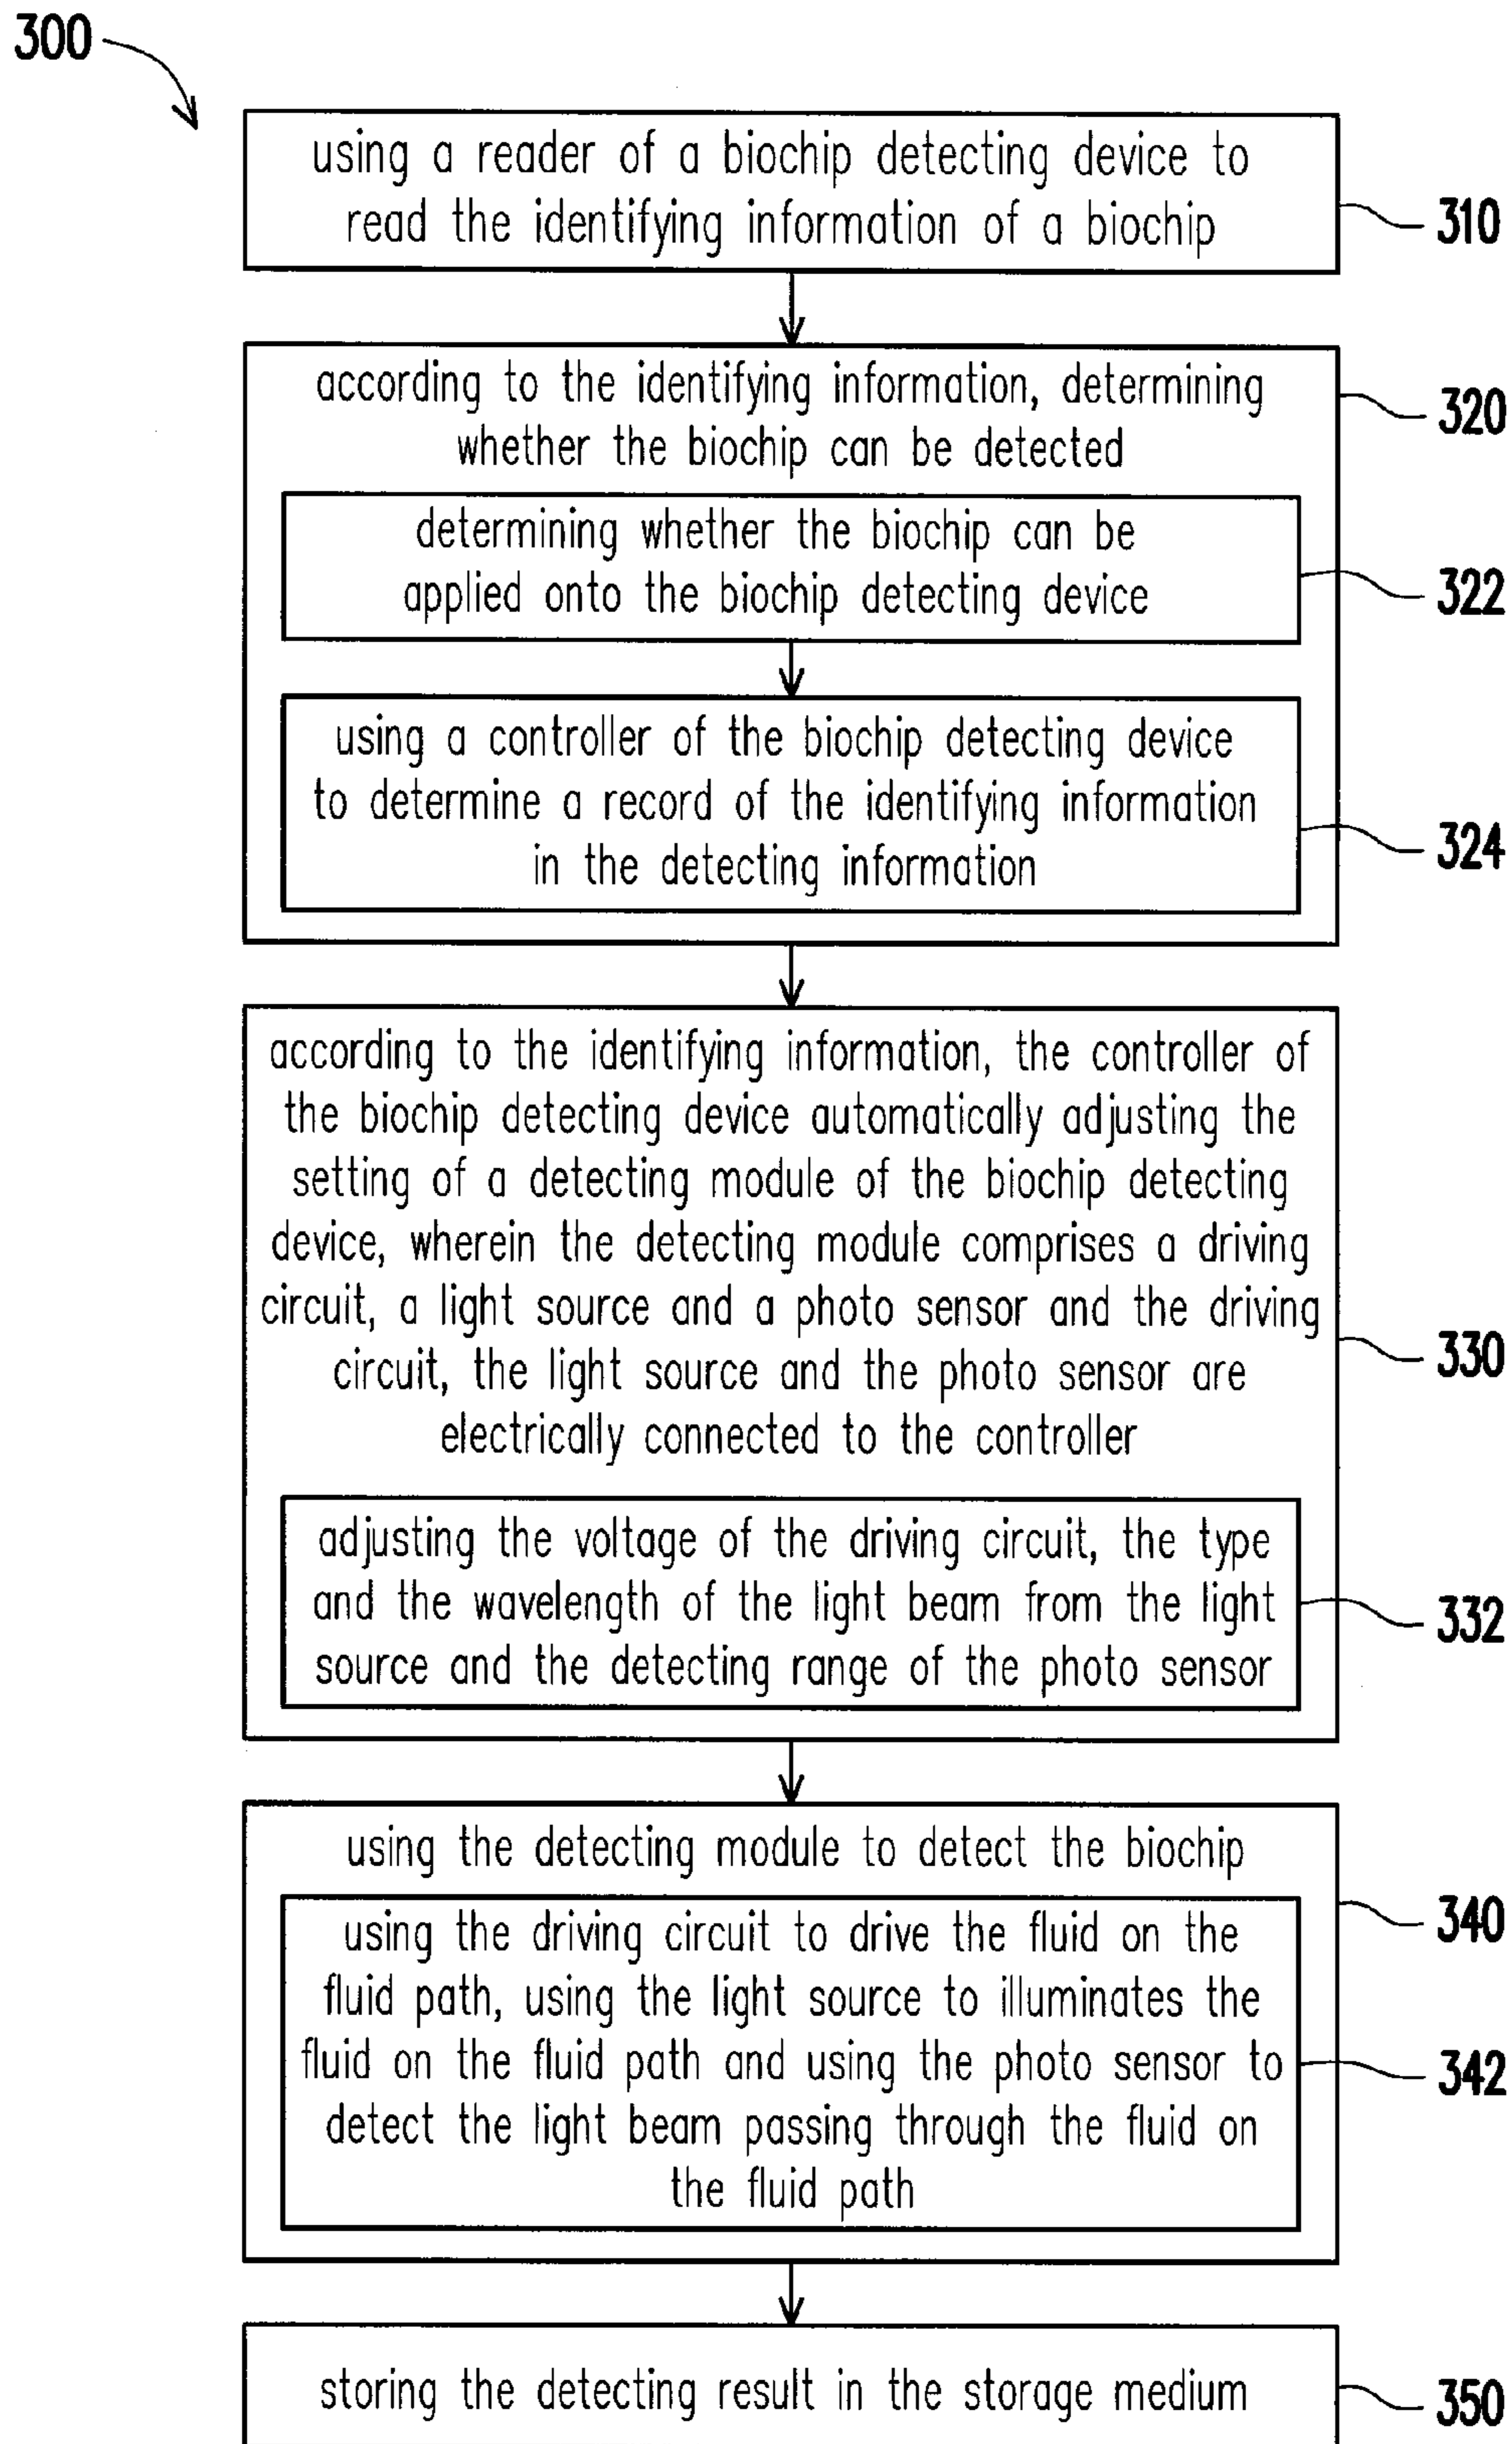 300
using a reader of a biochip detecting device to
read the identifying information of a biochip
310
according to the identifying information, determining
whether the biochip can be detected
320
determining whether the biochip can be
applied onto the biochip detecting device
322
using a controller of the biochip detecting device
to determine a record of the identifying information
in the detecting information
324
according to the identifying information, the controller of
the biochip detecting device automatically adjusting the
setting of a detecting module of the biochip detecting
device, wherein the detecting module comprises a driving
circuit, a light source and a photo sensor and the driving
circuit, the light source and the photo sensor are
electrically connected to the controller
330
adjusting the voltage of the driving circuit, the type
and the wavelength of the light beam from the light
source and the detecting range of the photo sensor
332
using the detecting module to detect the biochip
340
using the driving circuit to drive the fluid on the
fluid path, using the light source to illuminates the
fluid on the fluid path and using the photo sensor to
detect the light beam passing through the fluid on
the fluid path
342
storing the detecting result in the storage medium
350